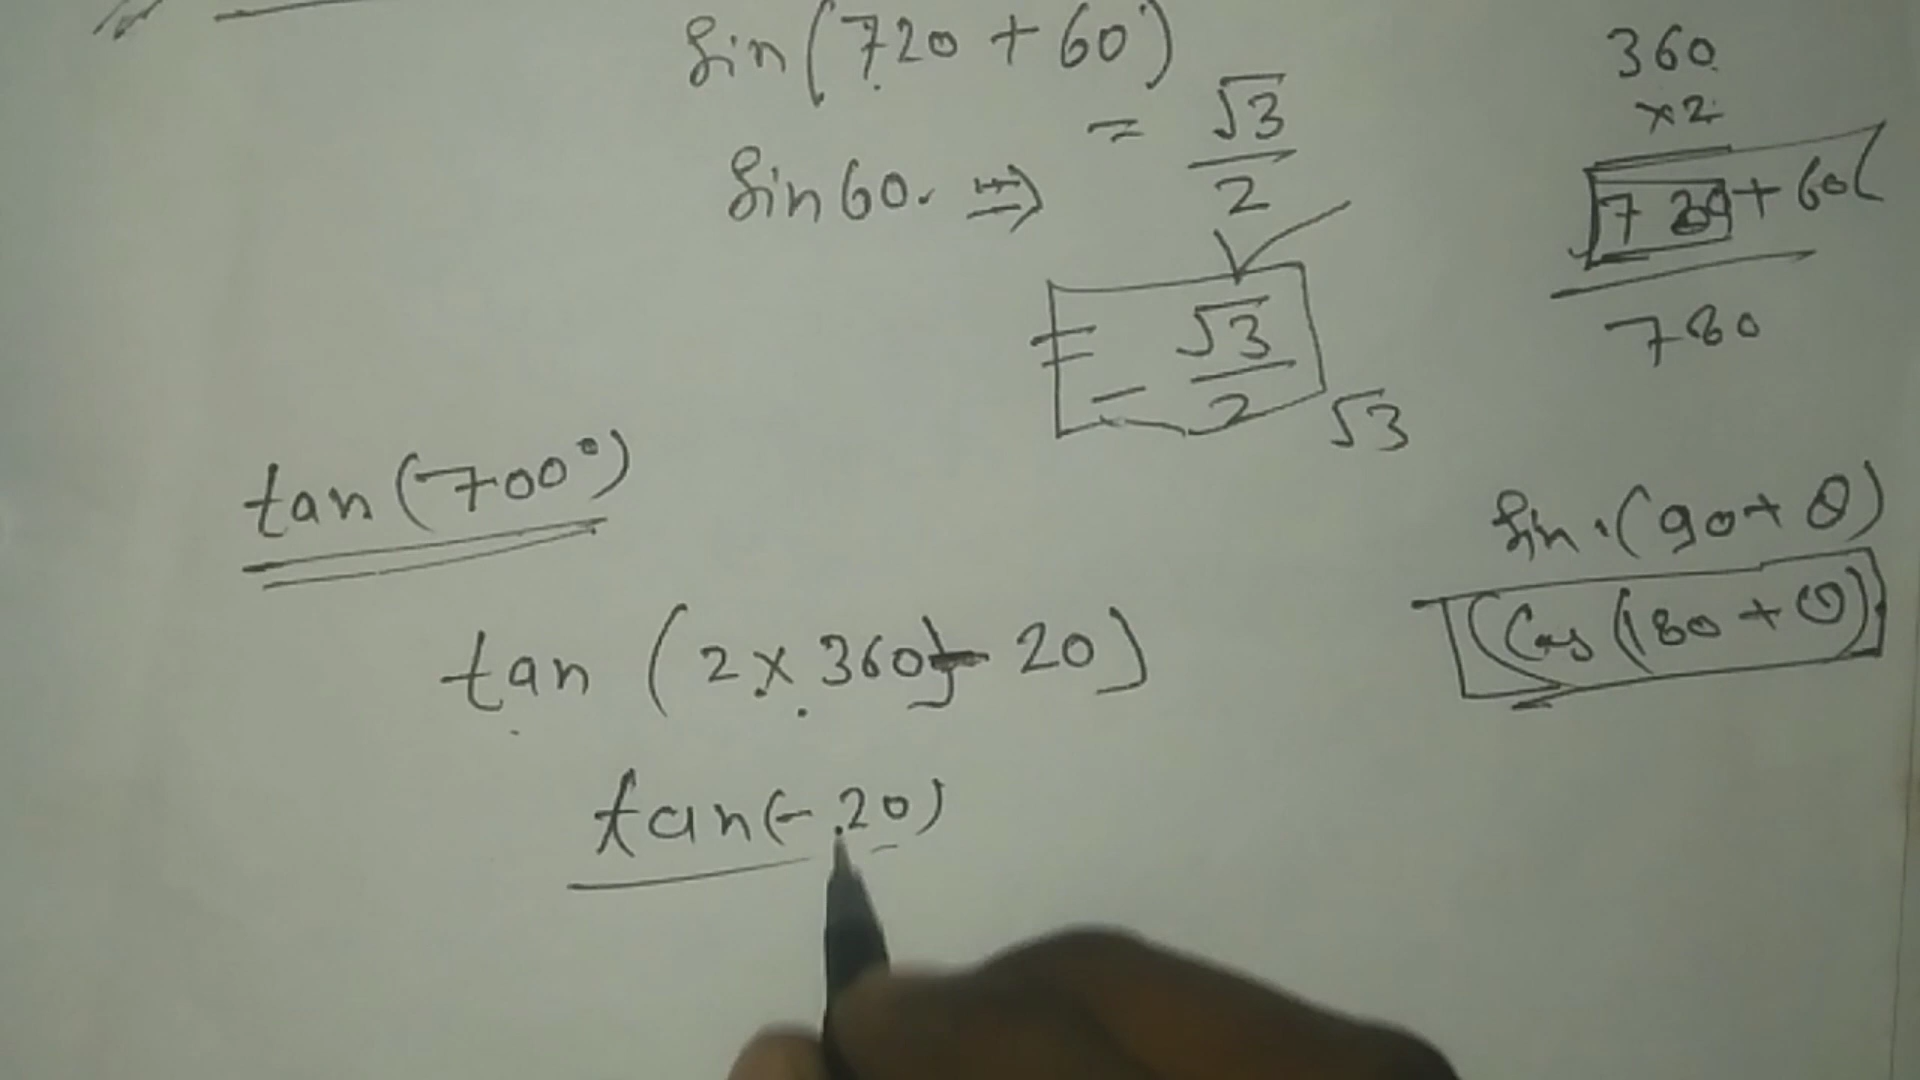 sin(720 + 60)
= √3/2
sin 60. ⇒
= √3/2
√3
360
x2
720 + 60
780
tan(700°)
sin.(90 + θ)
Cos (180 + θ)
tan (2 x 360 - 20)
tan(-20)